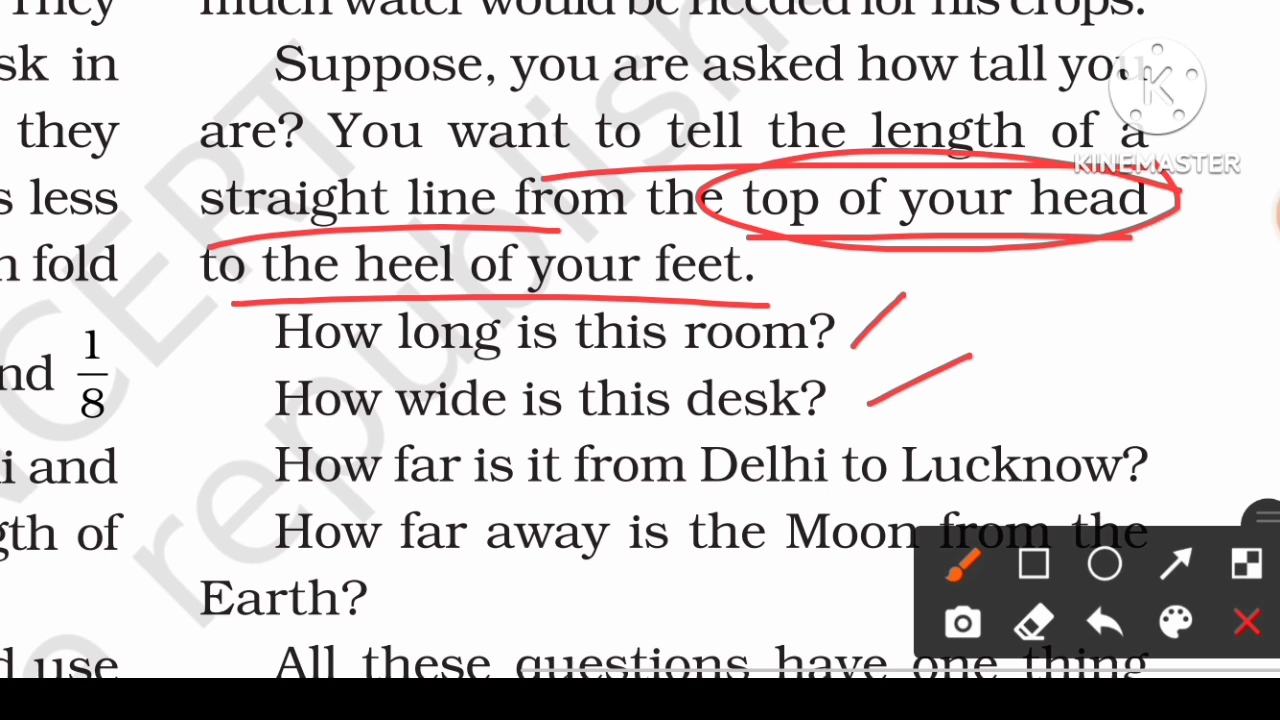 They
sk in
they
s less
n fold
nd 1/8
i and
gth of
d use
much water would be needed for his crops.
Suppose, you are asked how tall you
are? You want to tell the length of a
straight line from the top of your head
to the heel of your feet.
How long is this room?
How wide is this desk?
How far is it from Delhi to Lucknow?
How far away is the Moon from the
Earth?
All these questions have one thing
NCERT
republish
KINEMASTER